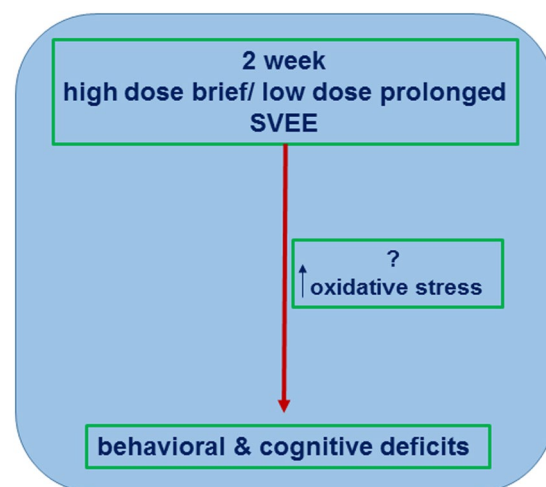 2 week
high dose brief/ low dose prolonged
SVEE
?
↑ oxidative stress
behavioral & cognitive deficits